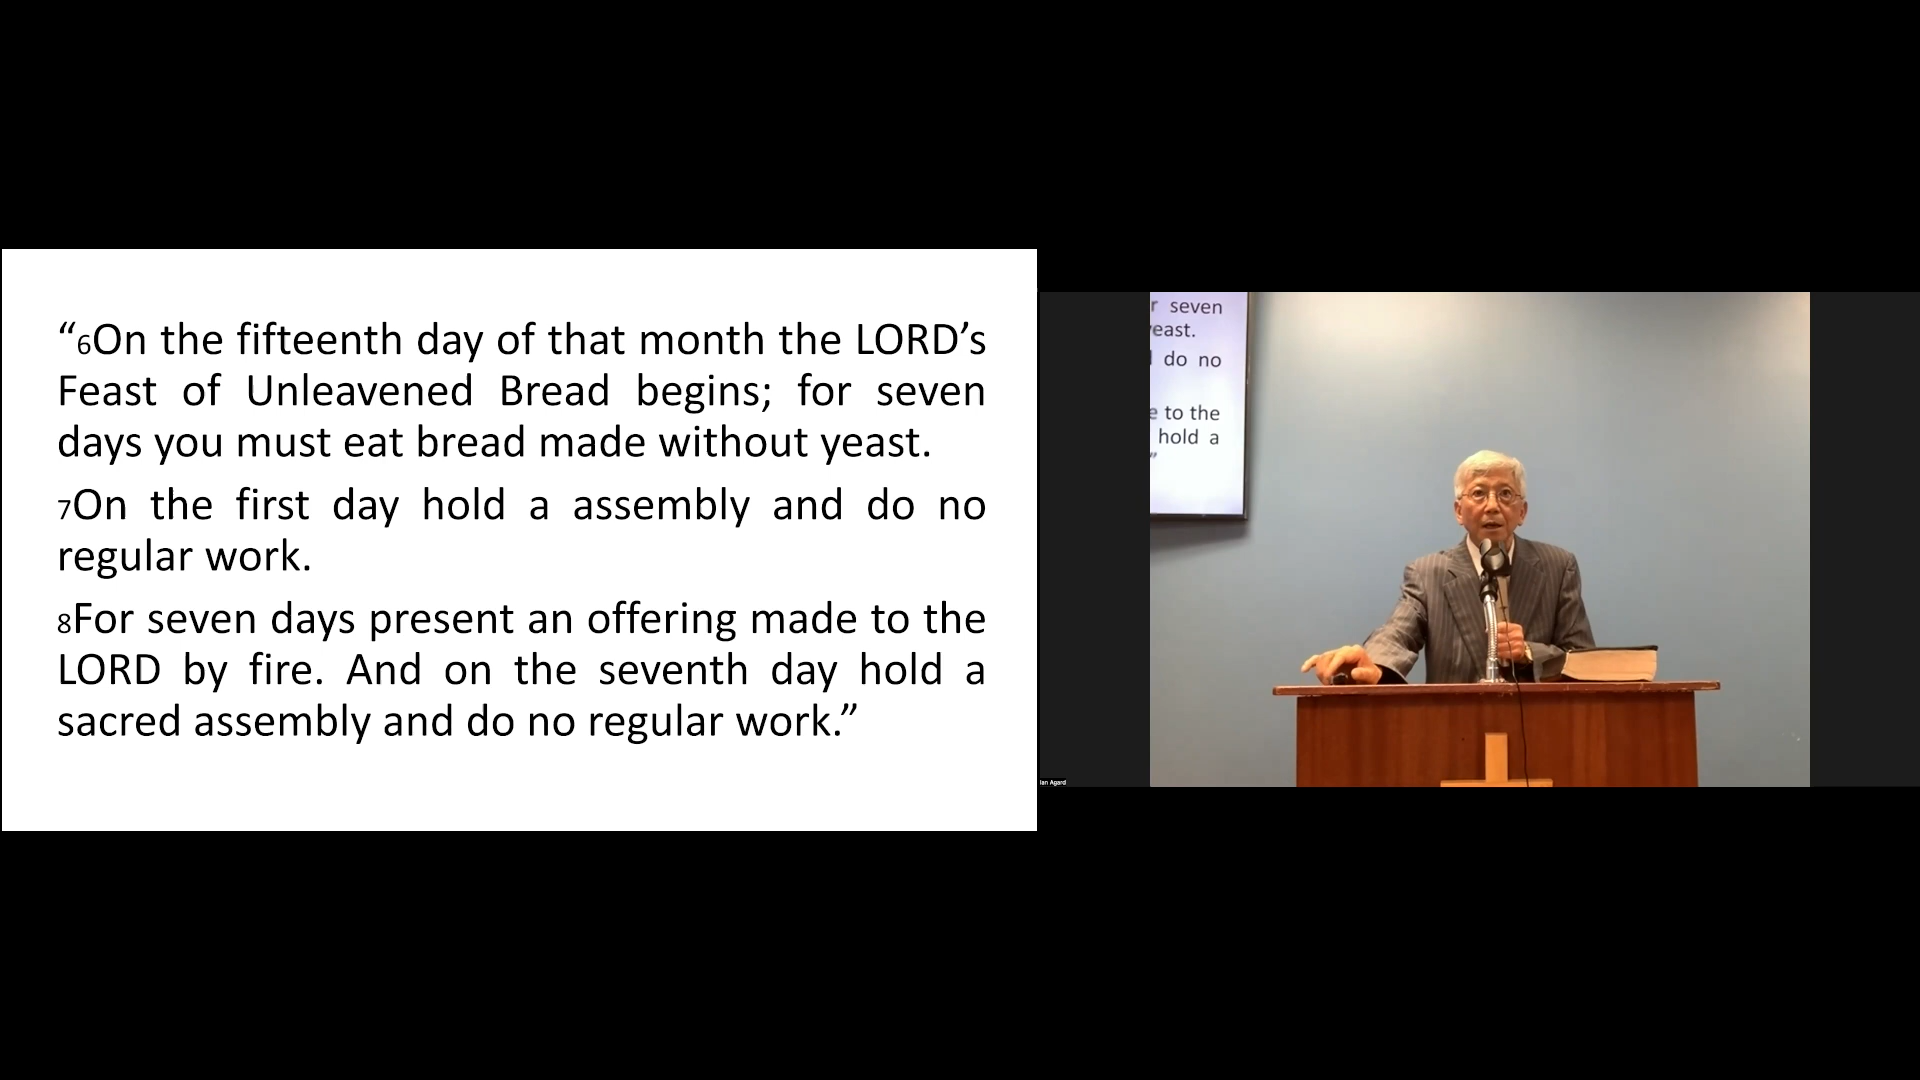 “6On the fifteenth day of that month the LORD’s
Feast of Unleavened Bread begins; for seven
days you must eat bread made without yeast.
7On the first day hold a assembly and do no
regular work.
8For seven days present an offering made to the
LORD by fire. And on the seventh day hold a
sacred assembly and do no regular work.”
r seven
yeast.
do no
e to the
hold a
”
Ian Agard